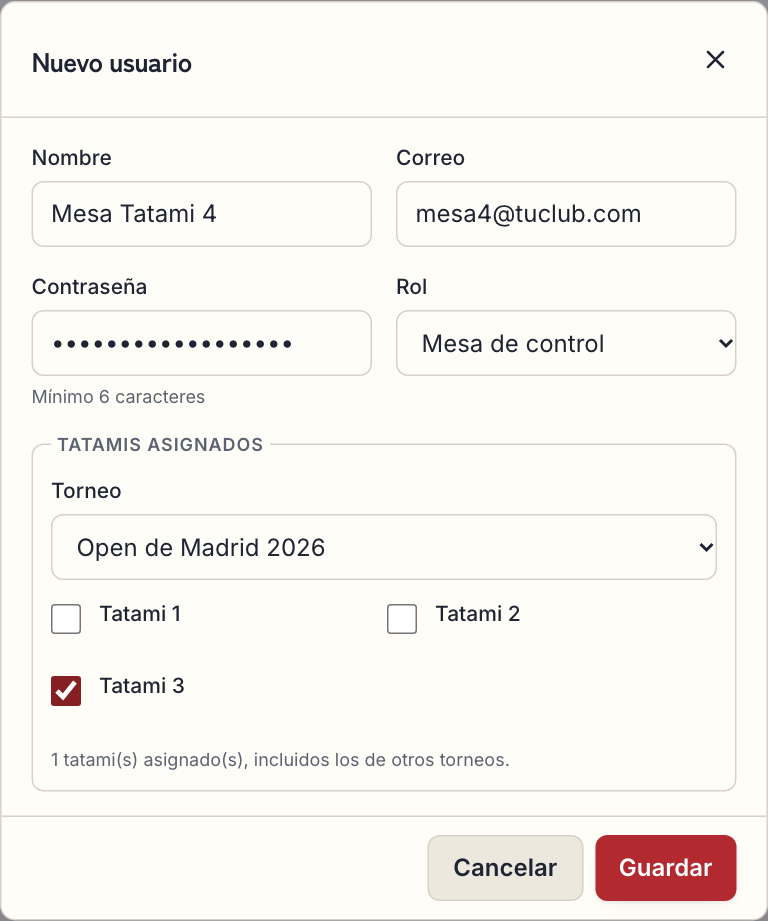 Nuevo usuario
Nombre
Correo
Mesa Tatami 4
mesa4@tuclub.com
Contraseña
Rol
••••••••••••••••••
Mesa de control
Mínimo 6 caracteres
TATAMIS ASIGNADOS
Torneo
Open de Madrid 2026
Tatami 1
Tatami 2
Tatami 3
1 tatami(s) asignado(s), incluidos los de otros torneos.
Cancelar
Guardar